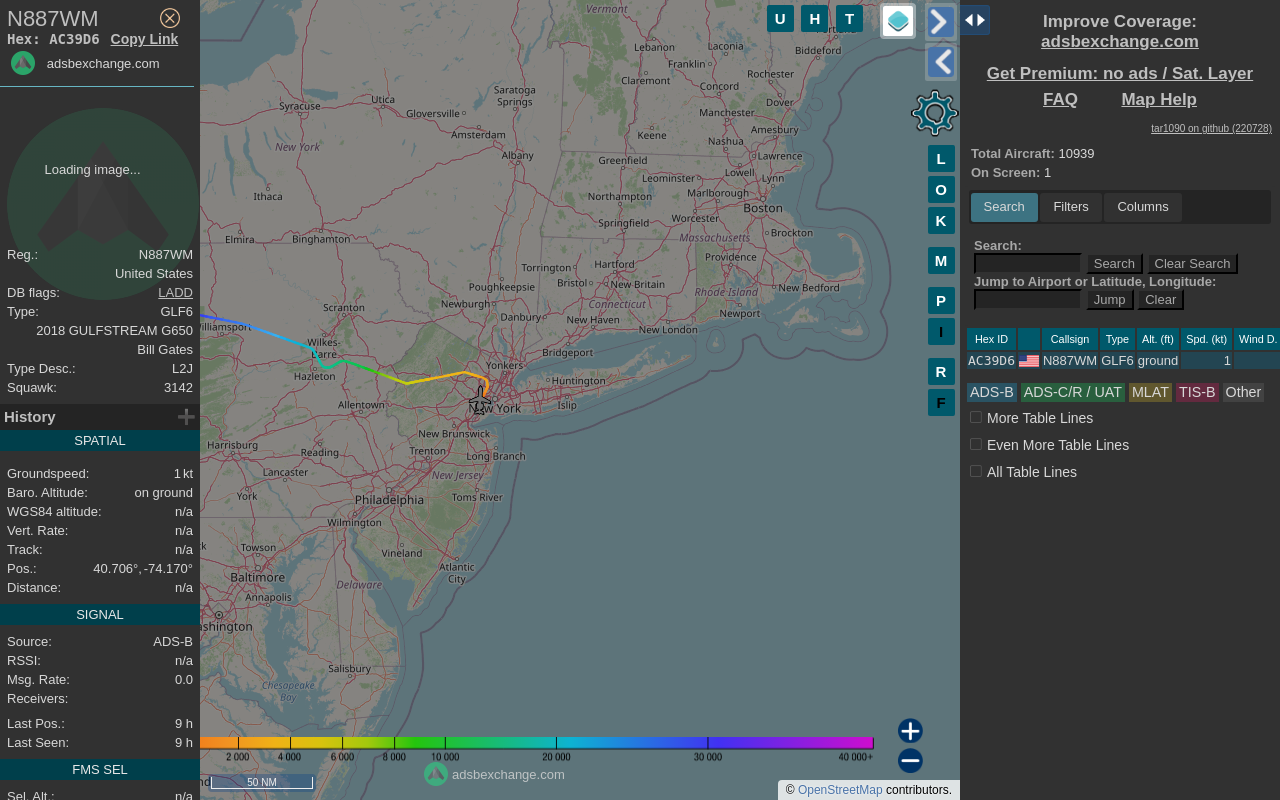 N887WM
Hex: AC39D6 Copy Link
adsbexchange.com
Loading image...
Reg.: N887WM
United States
DB flags: LADD
Type: GLF6
2018 GULFSTREAM G650
Bill Gates
Type Desc.: L2J
Squawk: 3142
History
SPATIAL
Groundspeed: 1 kt
Baro. Altitude: on ground
WGS84 altitude: n/a
Vert. Rate: n/a
Track: n/a
Pos.: 40.706°, -74.170°
Distance: n/a
SIGNAL
Source: ADS-B
RSSI: n/a
Msg. Rate: 0.0
Receivers:
Last Pos.: 9 h
Last Seen: 9 h
FMS SEL
Sel. Alt.: n/a
U H T
L
O
K
M
P
I
R
F
Vermont
Lebanon
Laconia
Biddeford
Franklin
Claremont
Rochester
Concord
Saratoga
Springs
Utica
Syracuse
Gloversville
Dover
Manchester
Amsterdam
Keene
Amesbury
New York
Nashua
Albany
Greenfield
Lawrence
Leominster
Lowell
Lynn
Ithaca
Northampton
Marlborough
Boston
Springfield
Worcester
Elmira
Binghamton
Massachusetts
Brockton
Providence
Torrington
Hartford
Poughkeepsie
Bristol
New Britain
New Bedford
Rhode Island
Scranton
Newburgh
Connecticut
Danbury
New Haven
Newport
illiamsport
New London
Wilkes-
Barre
Bridgeport
Hazleton
Yonkers
Huntington
Allentown
New York
Islip
New Brunswick
Harrisburg
Reading
Trenton
Long Branch
Lancaster
New Jersey
York
Philadelphia
Toms River
Wilmington
Towson
Vineland
Baltimore
Atlantic
City
Delaware
Annapolis
ashington
Salisbury
Chesapeake
Bay
2 000 4 000 6 000 8 000 10 000 20 000 30 000 40 000+
50 NM
adsbexchange.com
© OpenStreetMap contributors.
Improve Coverage:
adsbexchange.com
Get Premium: no ads / Sat. Layer
FAQ Map Help
tar1090 on github (220728)
Total Aircraft: 10939
On Screen: 1
Search Filters Columns
Search:
Search Clear Search
Jump to Airport or Latitude, Longitude:
Jump Clear
Hex ID Callsign Type Alt. (ft) Spd. (kt) Wind D.
AC39D6 N887WM GLF6 ground 1
ADS-B ADS-C/R / UAT MLAT TIS-B Other
More Table Lines
Even More Table Lines
All Table Lines